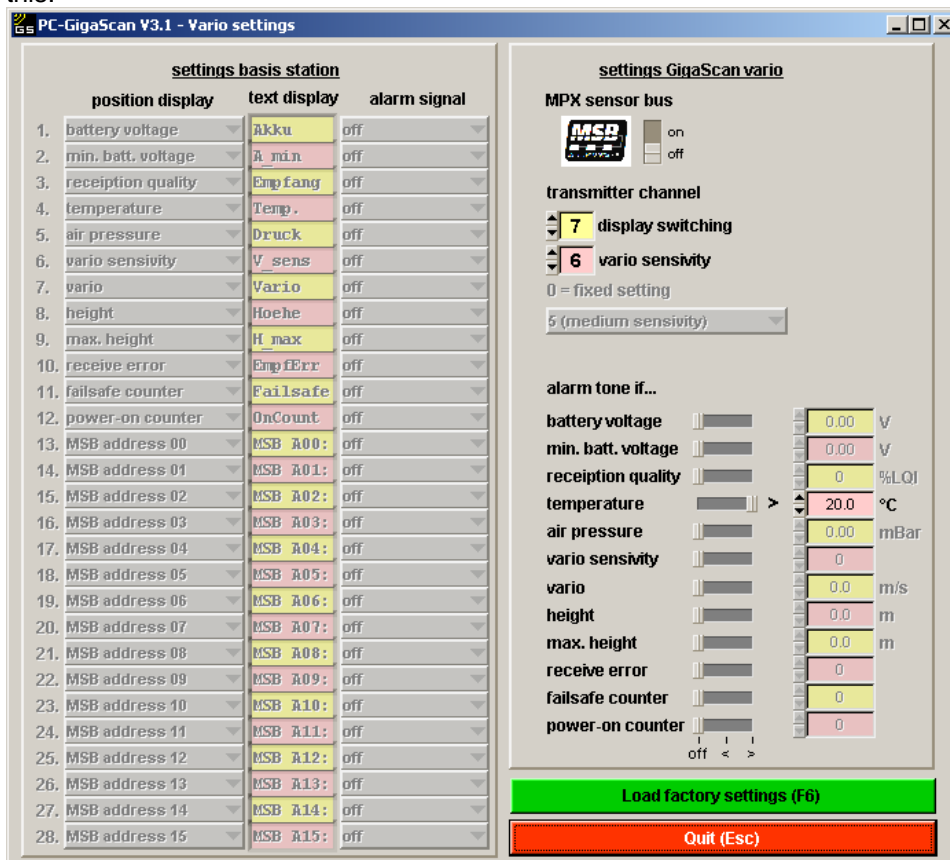 this.
PC-GigaScan V3.1 - Vario settings
settings basis station
position display text display alarm signal
1. battery voltage Akku off
2. min. batt. voltage A_min off
3. receiption quality Empfang off
4. temperature Temp. off
5. air pressure Druck off
6. vario sensivity V_sens off
7. vario Vario off
8. height Hoehe off
9. max. height H_max off
10. receive error EmpfErr off
11. failsafe counter Failsafe off
12. power-on counter OnCount off
13. MSB address 00 MSB A00: off
14. MSB address 01 MSB A01: off
15. MSB address 02 MSB A02: off
16. MSB address 03 MSB A03: off
17. MSB address 04 MSB A04: off
18. MSB address 05 MSB A05: off
19. MSB address 06 MSB A06: off
20. MSB address 07 MSB A07: off
21. MSB address 08 MSB A08: off
22. MSB address 09 MSB A09: off
23. MSB address 10 MSB A10: off
24. MSB address 11 MSB A11: off
25. MSB address 12 MSB A12: off
26. MSB address 13 MSB A13: off
27. MSB address 14 MSB A14: off
28. MSB address 15 MSB A15: off
settings GigaScan vario
MPX sensor bus
MSB
on
off
transmitter channel
7 display switching
6 vario sensivity
0 = fixed setting
5 (medium sensivity)
alarm tone if...
battery voltage 0.00 V
min. batt. voltage 0.00 V
receiption quality 0 %LQI
temperature > 20.0 °C
air pressure 0.00 mBar
vario sensivity 0
vario 0.0 m/s
height 0.0 m
max. height 0.0 m
receive error 0
failsafe counter 0
power-on counter 0
off < >
Load factory settings (F6)
Quit (Esc)